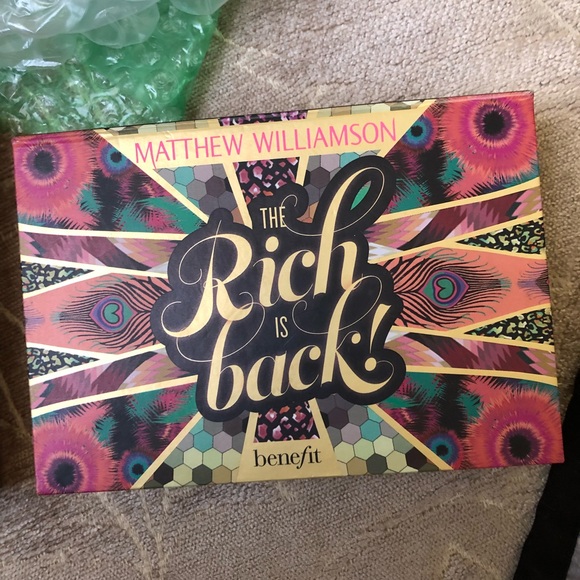 MATTHEW WILLIAMSON
THE
Rich
IS
back!
benefit